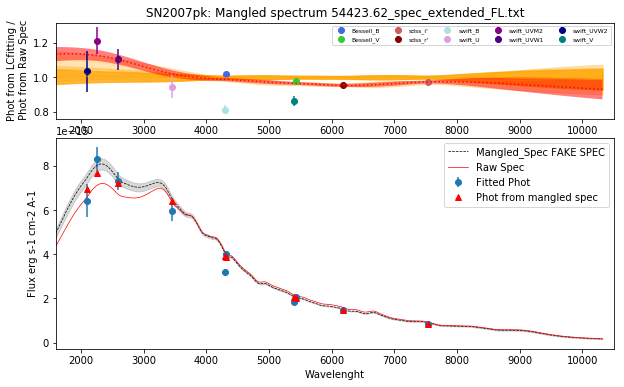 SN2007pk: Mangled spectrum 54423.62_spec_extended_FL.txt
Phot from LCfitting /
Phot from Raw Spec
1.2
1.0
0.8
Bessell_B
Bessell_V
sdss_i'
sdss_r'
swift_B
swift_U
swift_UVM2
swift_UVW1
swift_UVW2
swift_V
2000 3000 4000 5000 6000 7000 8000 9000 10000
Flux erg s-1 cm-2 A-1
8
6
4
2
0
Mangled_Spec FAKE SPEC
Raw Spec
Fitted Phot
Phot from mangled spec
2000 3000 4000 5000 6000 7000 8000 9000 10000
Wavelenght